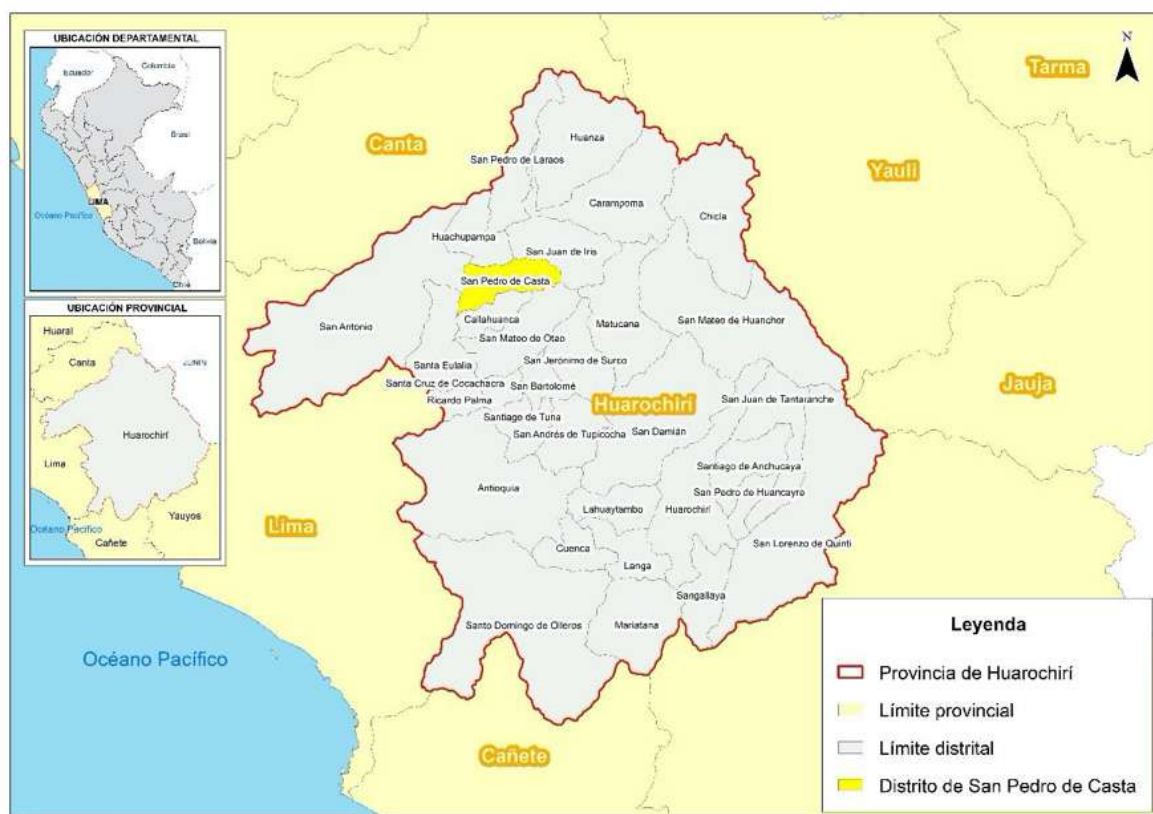 UBICACIÓN DEPARTAMENTAL
Ecuador
Colombia
Brasil
LIMA
Océano Pacífico
Bolivia
Chile
UBICACIÓN PROVINCIAL
Huaral
Canta
JUNIN
Huarochirí
Lima
Océano Pacífico
Yauyos
Cañete
N
Tarma
Canta
Yauli
Huanza
San Pedro de Laraos
Carampoma
Chicla
Huachupampa
San Juan de Iris
San Pedro de Casta
San Antonio
Callahuanca
Matucana
San Mateo de Huanchor
San Mateo de Otao
Santa Eulalia
San Jerónimo de Surco
Santa Cruz de Cocachacra
San Bartolomé
Jauja
Ricardo Palma
Huarochirí
San Juan de Tantaranche
Santiago de Tuna
San Andrés de Tupicocha
San Damián
Santiago de Anchucaya
Antioquia
San Pedro de Huancayre
Lahuaytambo
Huarochirí
Lima
Cuenca
San Lorenzo de Quinti
Langa
Sangallaya
Santo Domingo de Olleros
Mariatana
Océano Pacífico
Cañete
Leyenda
Provincia de Huarochirí
Límite provincial
Límite distrital
Distrito de San Pedro de Casta